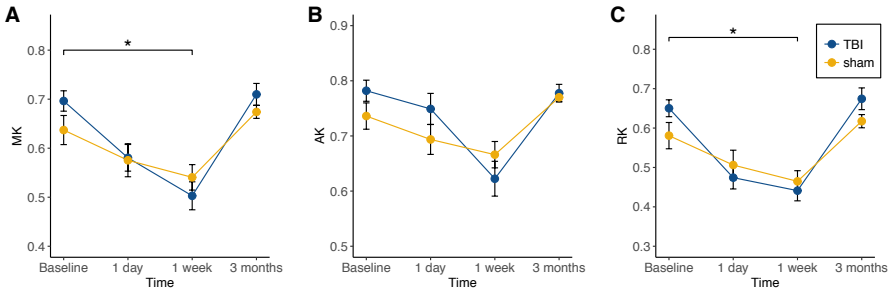 A
*
MK
0.8
0.7
0.6
0.5
0.4
Baseline 1 day 1 week 3 months
Time
B
AK
0.9
0.8
0.7
0.6
0.5
Baseline 1 day 1 week 3 months
Time
C
*
TBI
sham
RK
0.8
0.7
0.6
0.5
0.4
0.3
Baseline 1 day 1 week 3 months
Time